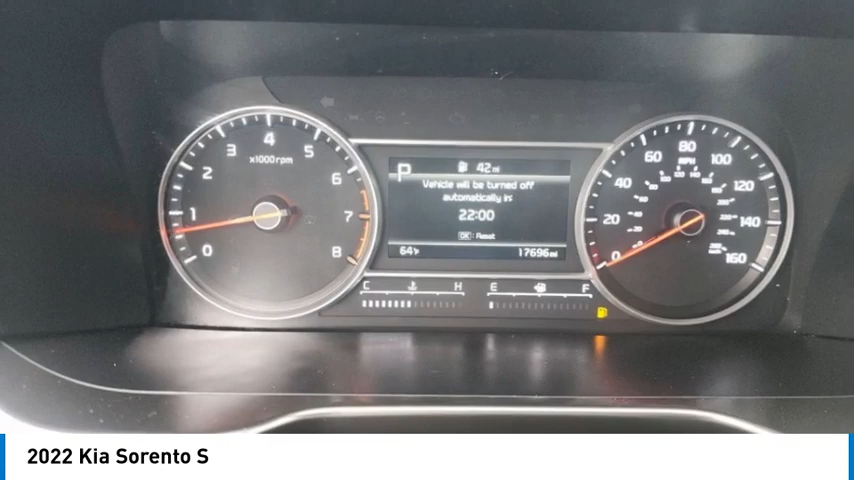 x1000rpm
0 1 2 3 4 5 6 7 8
P 42mi
Vehicle will be turned off
automatically in:
22:00
OK : Reset
64°F 17696mi
C H E F
MPH
0 20 40 60 80 100 120 140 160
2022 Kia Sorento S